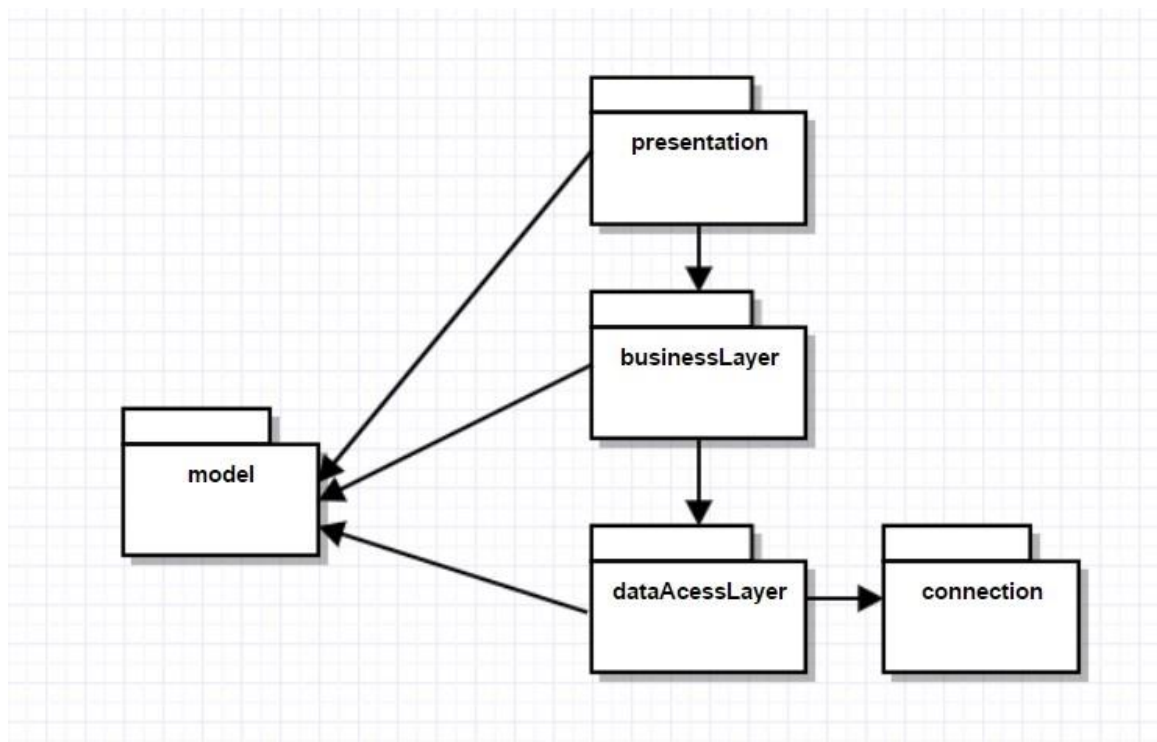 presentation
businessLayer
model
dataAcessLayer
connection